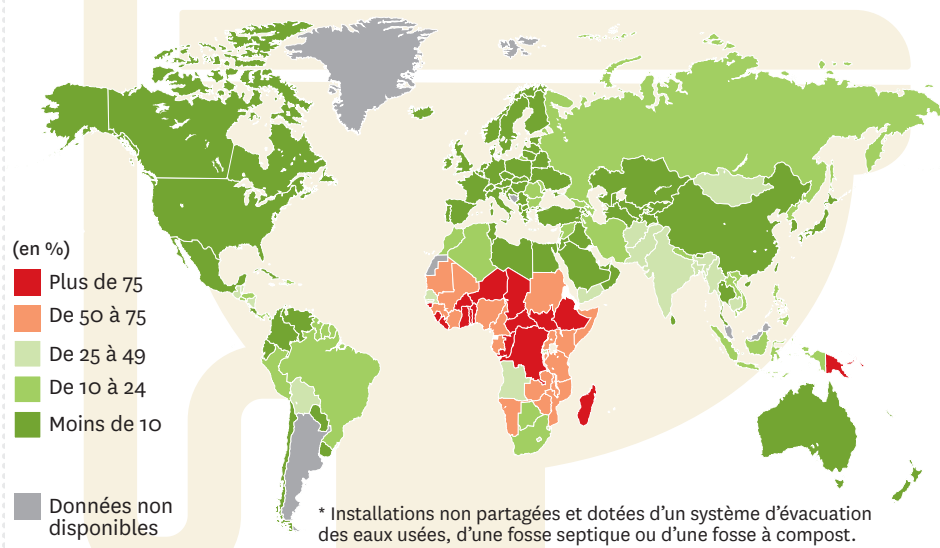 (en %)
Plus de 75
De 50 à 75
De 25 à 49
De 10 à 24
Moins de 10
Données non
disponibles
* Installations non partagées et dotées d’un système d’évacuation
des eaux usées, d’une fosse septique ou d’une fosse à compost.